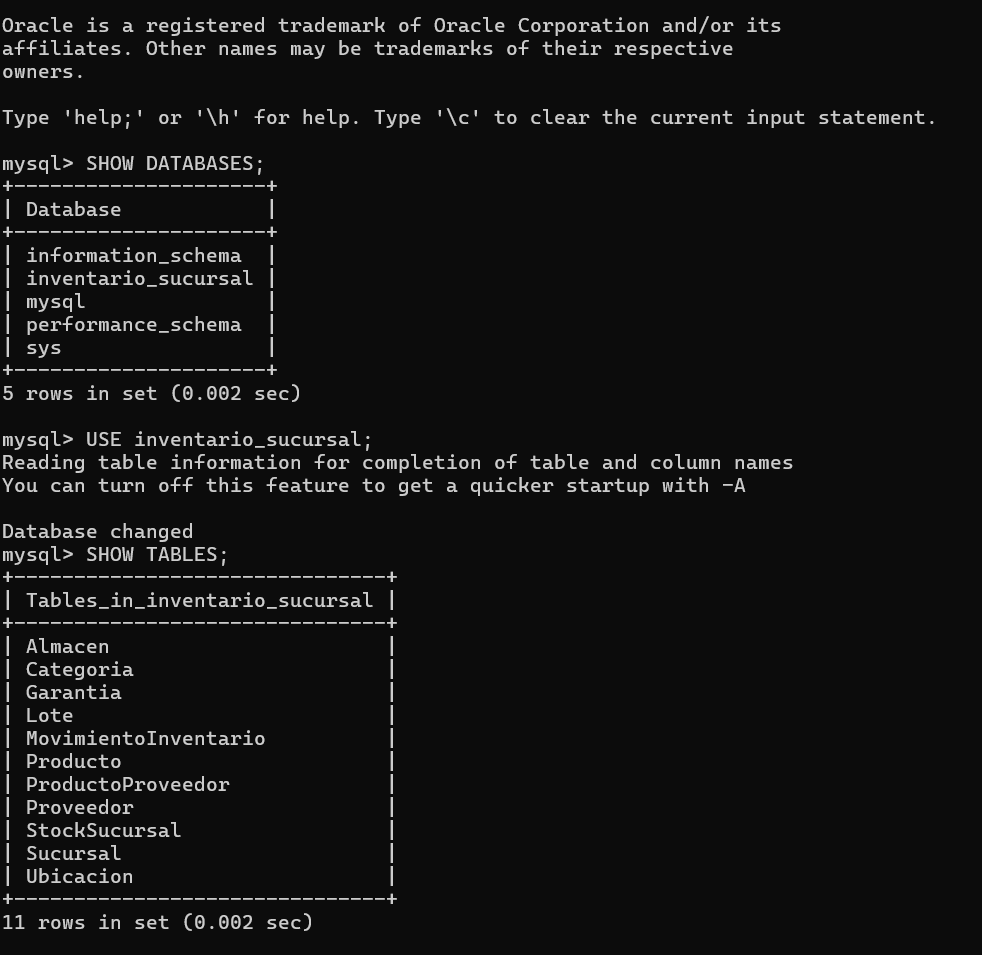 Oracle is a registered trademark of Oracle Corporation and/or its
affiliates. Other names may be trademarks of their respective
owners.

Type 'help;' or '\h' for help. Type '\c' to clear the current input statement.

mysql> SHOW DATABASES;
+---------------------+
| Database            |
+---------------------+
| information_schema  |
| inventario_sucursal |
| mysql               |
| performance_schema  |
| sys                 |
+---------------------+
5 rows in set (0.002 sec)

mysql> USE inventario_sucursal;
Reading table information for completion of table and column names
You can turn off this feature to get a quicker startup with -A

Database changed
mysql> SHOW TABLES;
+-------------------------------+
| Tables_in_inventario_sucursal |
+-------------------------------+
| Almacen                       |
| Categoria                     |
| Garantia                      |
| Lote                          |
| MovimientoInventario          |
| Producto                      |
| ProductoProveedor             |
| Proveedor                     |
| StockSucursal                 |
| Sucursal                      |
| Ubicacion                     |
+-------------------------------+
11 rows in set (0.002 sec)